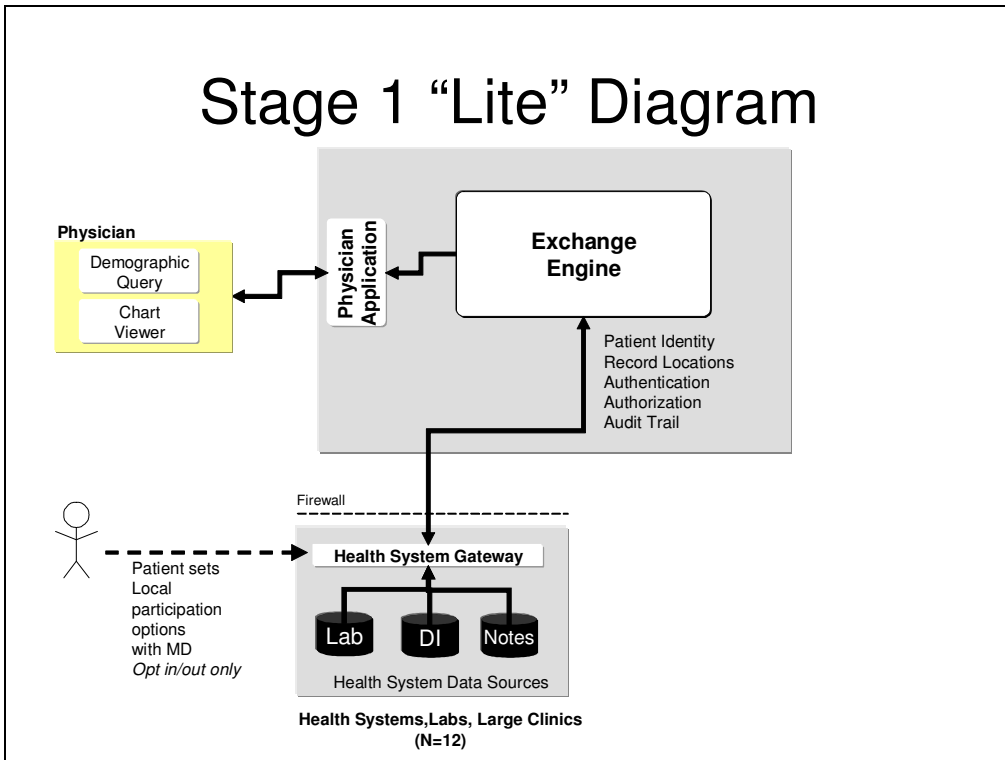 Stage 1 “Lite” Diagram
Physician
Demographic
Query
Chart
Viewer
Physician
Application
Exchange
Engine
Patient Identity
Record Locations
Authentication
Authorization
Audit Trail
Firewall
Health System Gateway
Patient sets
Local
participation
options
with MD
Opt in/out only
Lab
DI
Notes
Health System Data Sources
Health Systems,Labs, Large Clinics
(N=12)